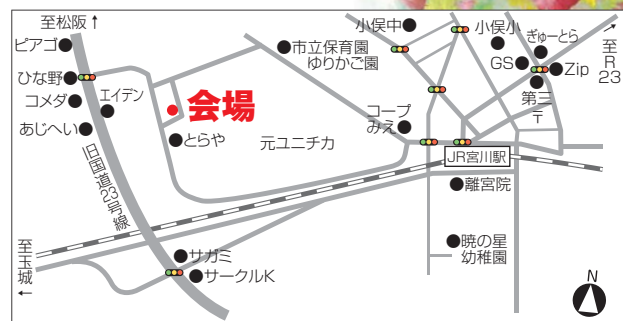 至松阪↑
ピアゴ
ひな野
コメダ
あじへい
エイデン
会場
とらや
旧国道23号線
元ユニチカ
市立保育園
ゆりかご園
小俣中
小俣小
ぎゅーとら
GS
Zip
第三
〒
至R23
コープ
みえ
JR宮川駅
離宮院
暁の星
幼稚園
サガミ
サークルK
至玉城
←
N